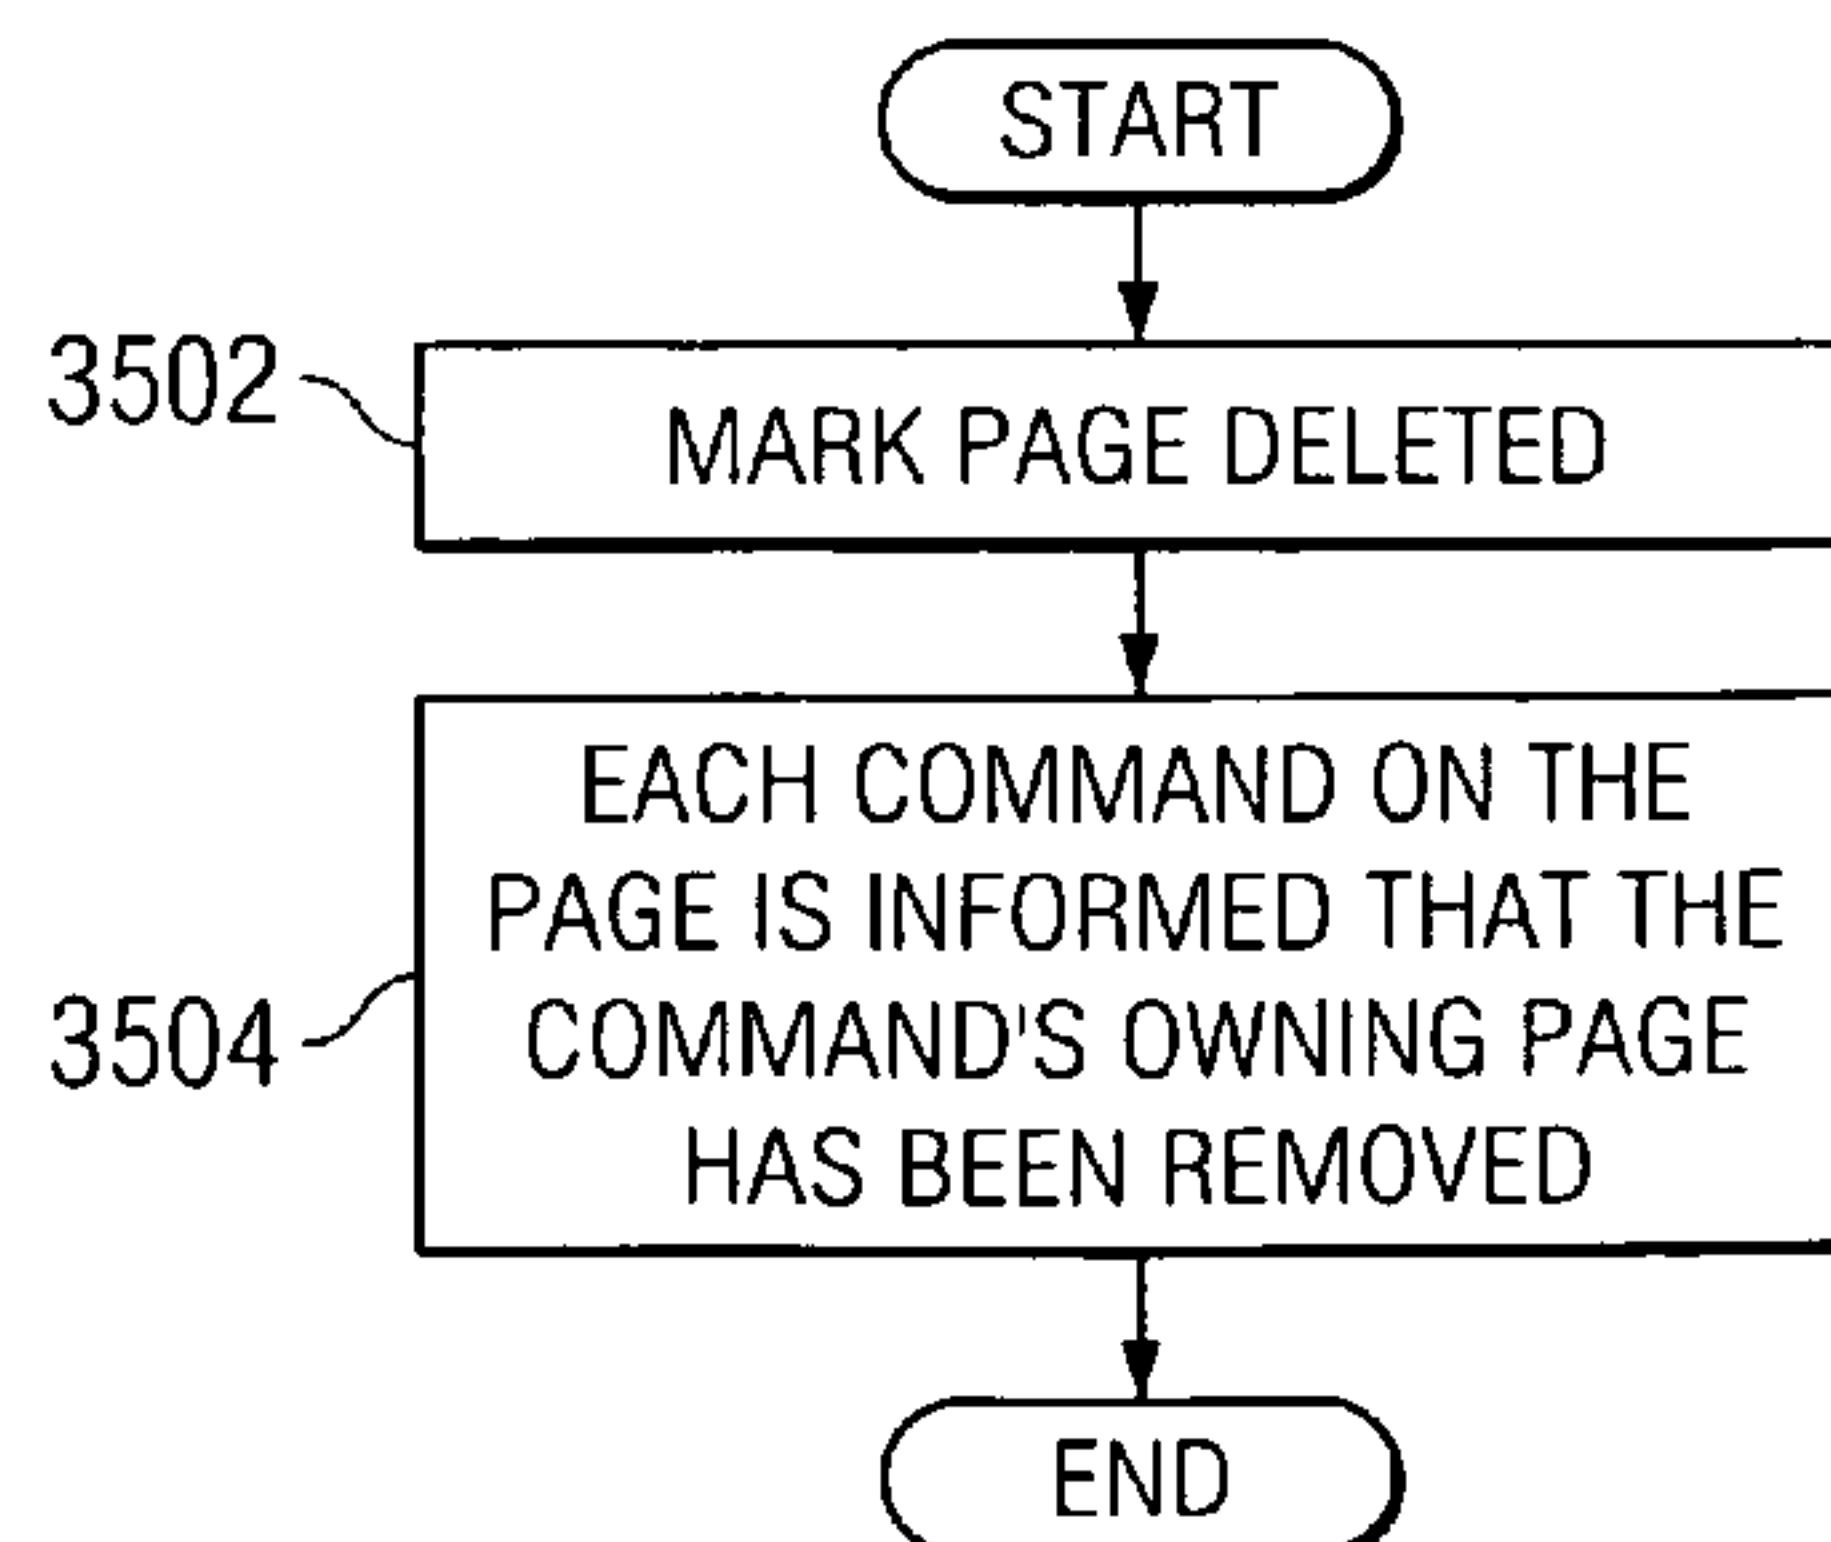 START
3502
MARK PAGE DELETED
EACH COMMAND ON THE
PAGE IS INFORMED THAT THE
3504
COMMAND'S OWNING PAGE
HAS BEEN REMOVED
END